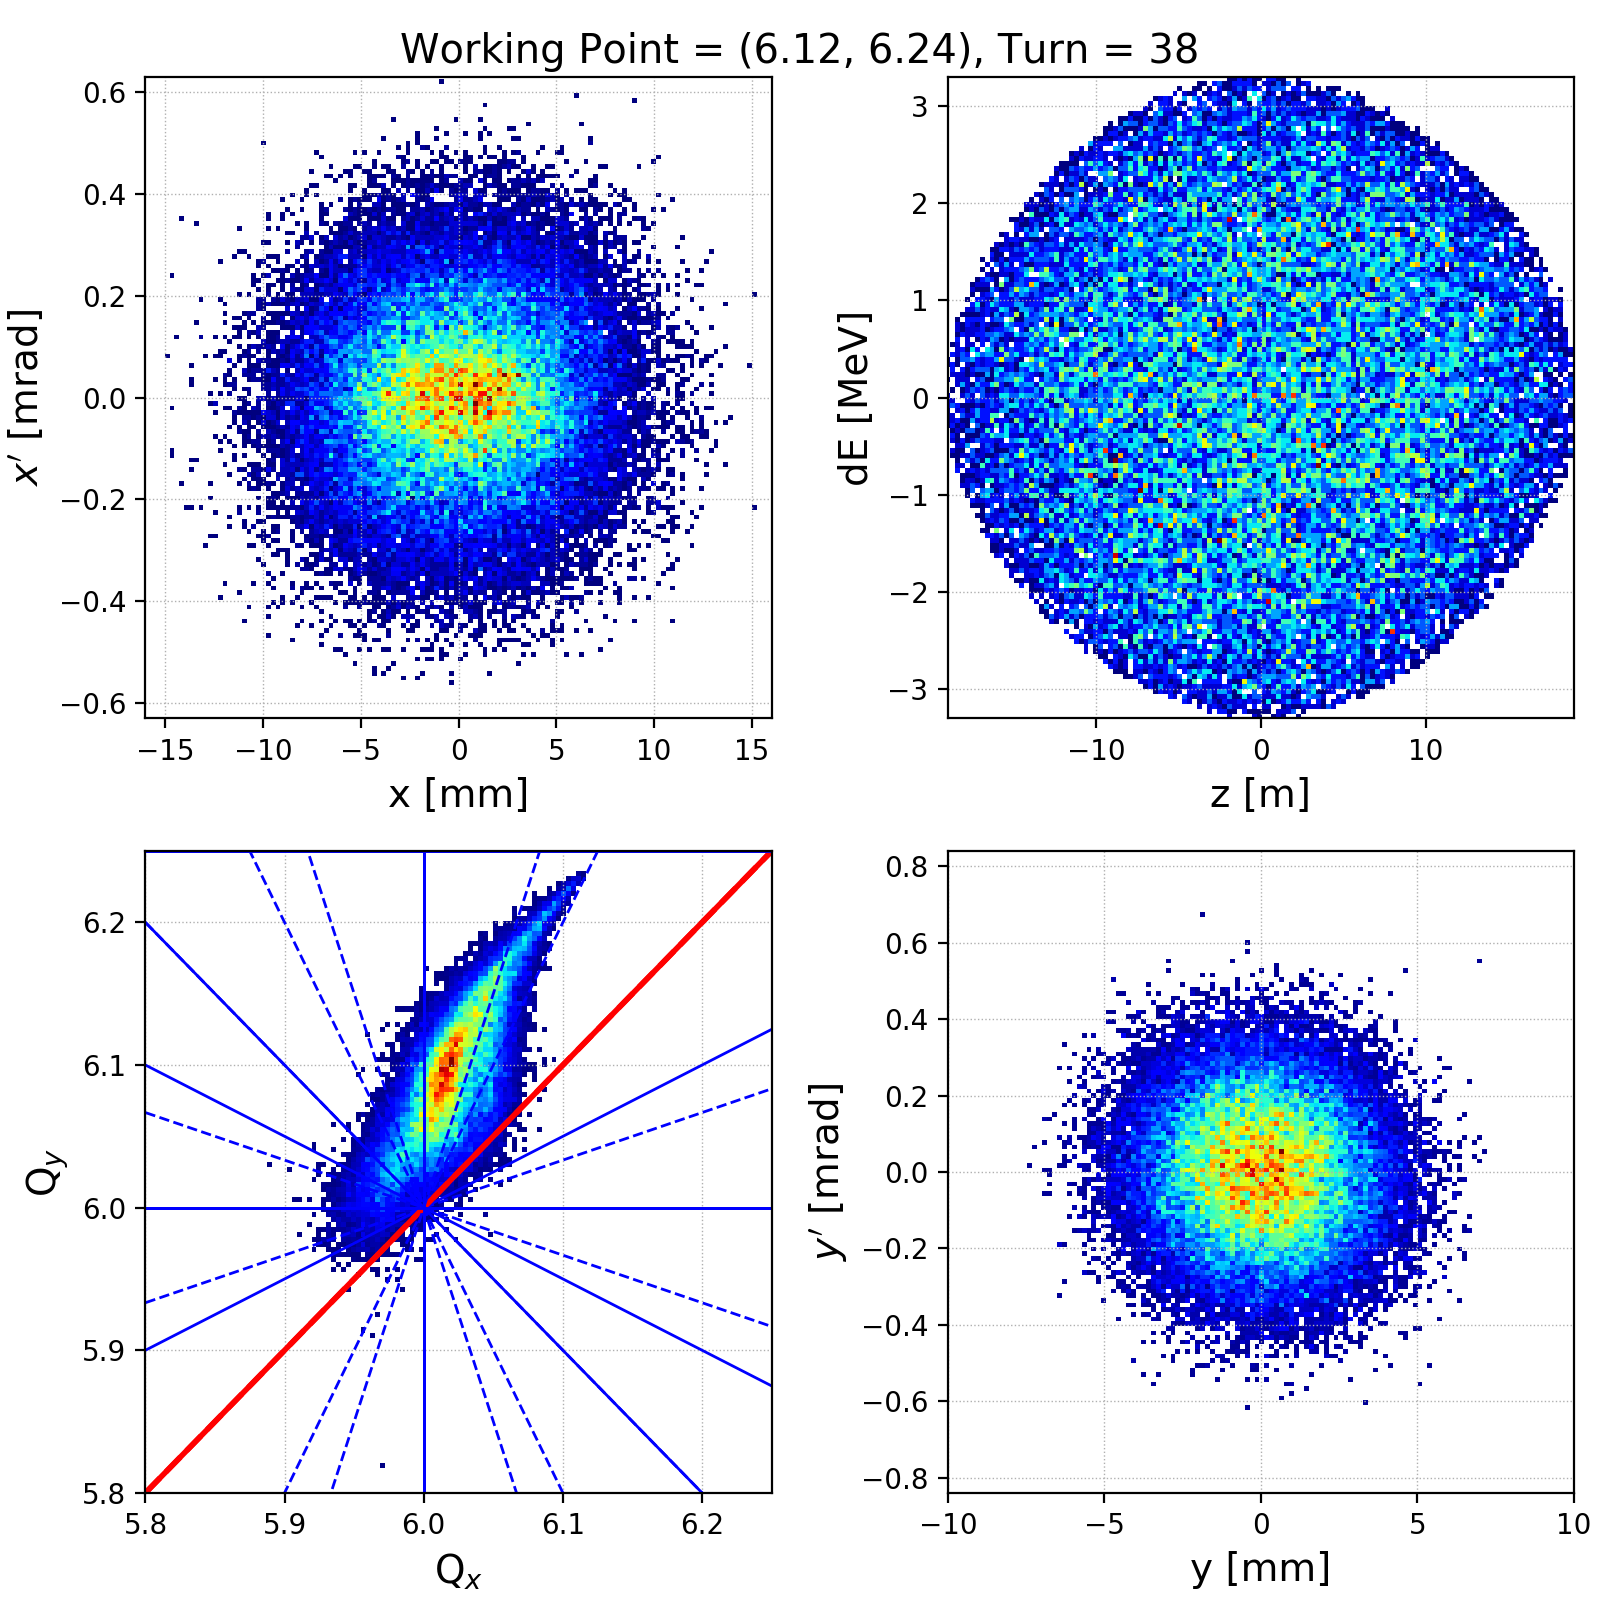 Working Point = (6.12, 6.24), Turn = 38
0.6
0.4
0.2
0.0
−0.2
−0.4
−0.6
x′ [mrad]
−15 −10 −5 0 5 10 15
x [mm]
3
2
1
0
−1
−2
−3
dE [MeV]
−10 0 10
z [m]
6.2
6.1
6.0
5.9
5.8
Qy
5.8 5.9 6.0 6.1 6.2
Qx
0.8
0.6
0.4
0.2
0.0
−0.2
−0.4
−0.6
−0.8
y′ [mrad]
−10 −5 0 5 10
y [mm]